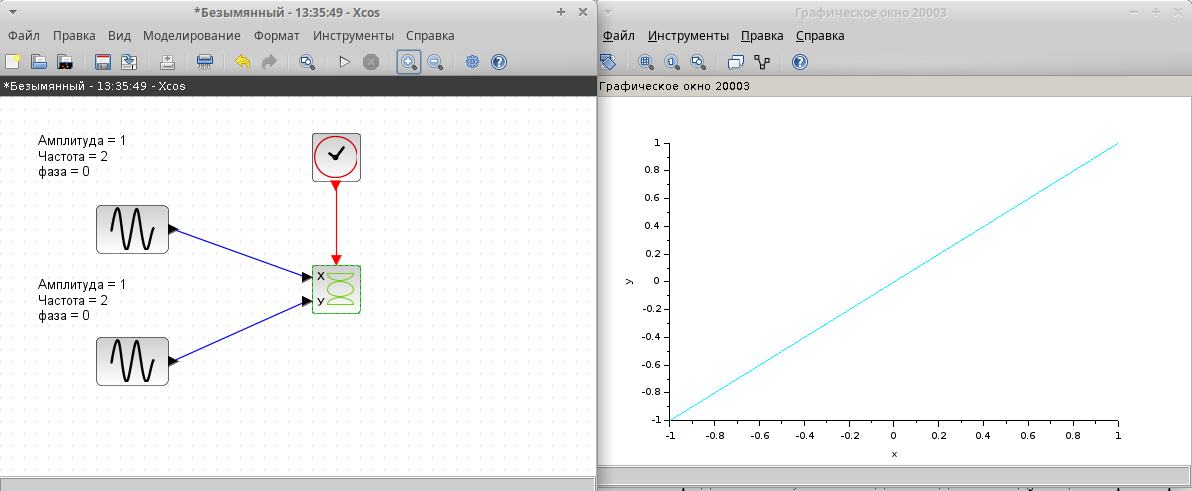 *Безымянный - 13:35:49 - Xcos
Файл Правка Вид Моделирование Формат Инструменты Справка
*Безымянный - 13:35:49 - Xcos
Амплитуда = 1
Частота = 2
фаза = 0
X
y
Амплитуда = 1
Частота = 2
фаза = 0
Графическое окно 20003
Файл Инструменты Правка Справка
Графическое окно 20003
1
0.8
0.6
0.4
0.2
0
-0.2
-0.4
-0.6
-0.8
-1
y
-1 -0.8 -0.6 -0.4 -0.2 0 0.2 0.4 0.6 0.8 1
x